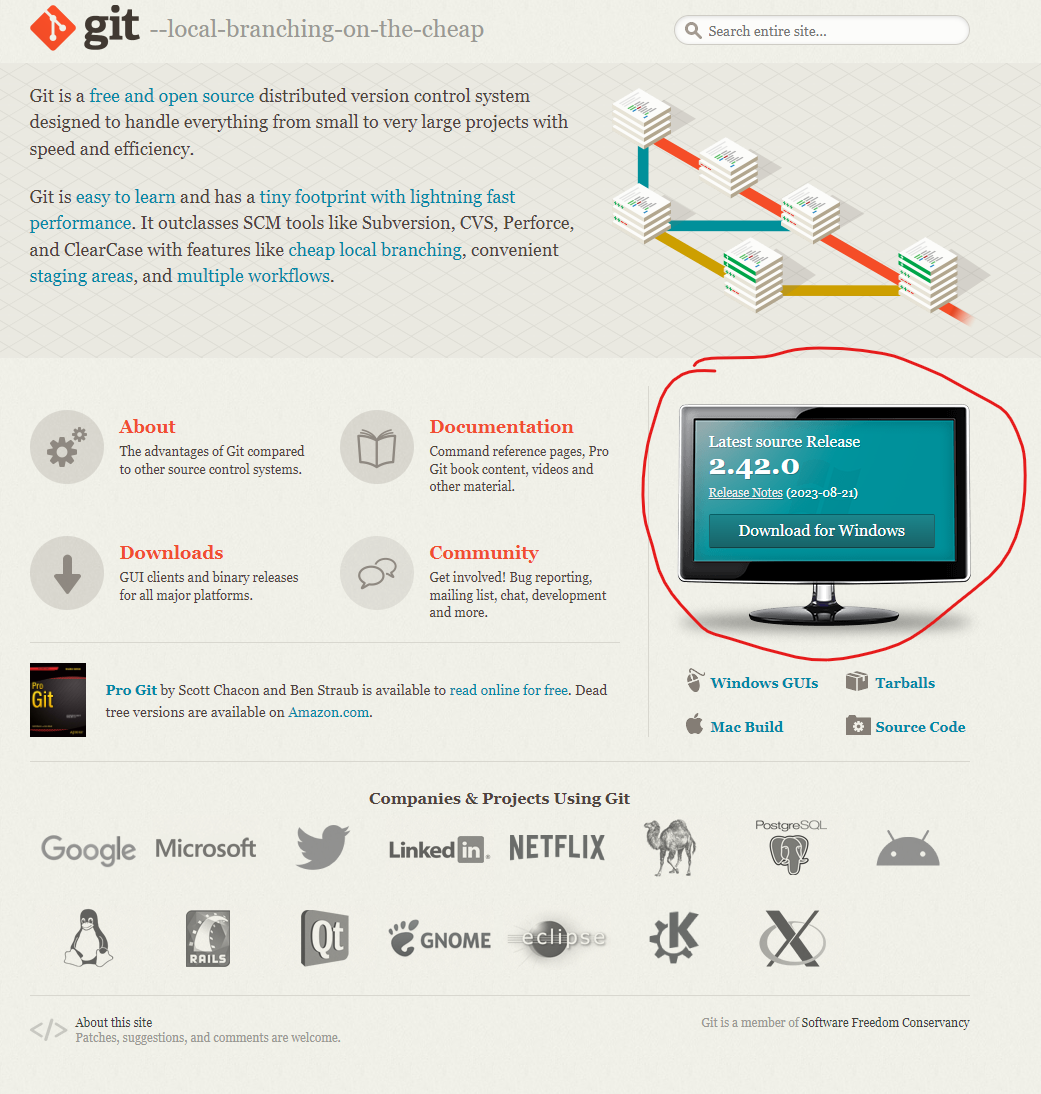 git --local-branching-on-the-cheap
Search entire site...
Git is a free and open source distributed version control system
designed to handle everything from small to very large projects with
speed and efficiency.
Git is easy to learn and has a tiny footprint with lightning fast
performance. It outclasses SCM tools like Subversion, CVS, Perforce,
and ClearCase with features like cheap local branching, convenient
staging areas, and multiple workflows.
About
The advantages of Git compared
to other source control systems.
Documentation
Command reference pages, Pro
Git book content, videos and
other material.
Downloads
GUI clients and binary releases
for all major platforms.
Community
Get involved! Bug reporting,
mailing list, chat, development
and more.
Latest source Release
2.42.0
Release Notes (2023-08-21)
Download for Windows
Pro
Git
Pro Git by Scott Chacon and Ben Straub is available to read online for free. Dead
tree versions are available on Amazon.com.
Windows GUIs
Tarballs
Mac Build
Source Code
Companies & Projects Using Git
Google
Microsoft
LinkedIn
NETFLIX
PostgreSQL
RAILS
Qt
GNOME
eclipse
K
X
</> About this site
Patches, suggestions, and comments are welcome.
Git is a member of Software Freedom Conservancy